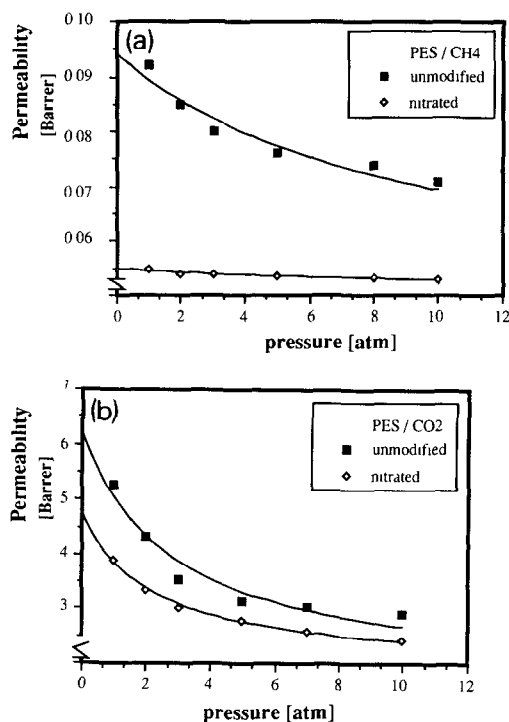 (a)
PES / CH4
unmodified
nitrated
Permeability
[Barrer]
0 10
0 09
0 08
0 07
0 06
0 2 4 6 8 10 12
pressure [atm]
(b)
PES / CO2
unmodified
nitrated
Permeability
[Barrer]
7
6
5
4
3
0 2 4 6 8 10 12
pressure [atm]